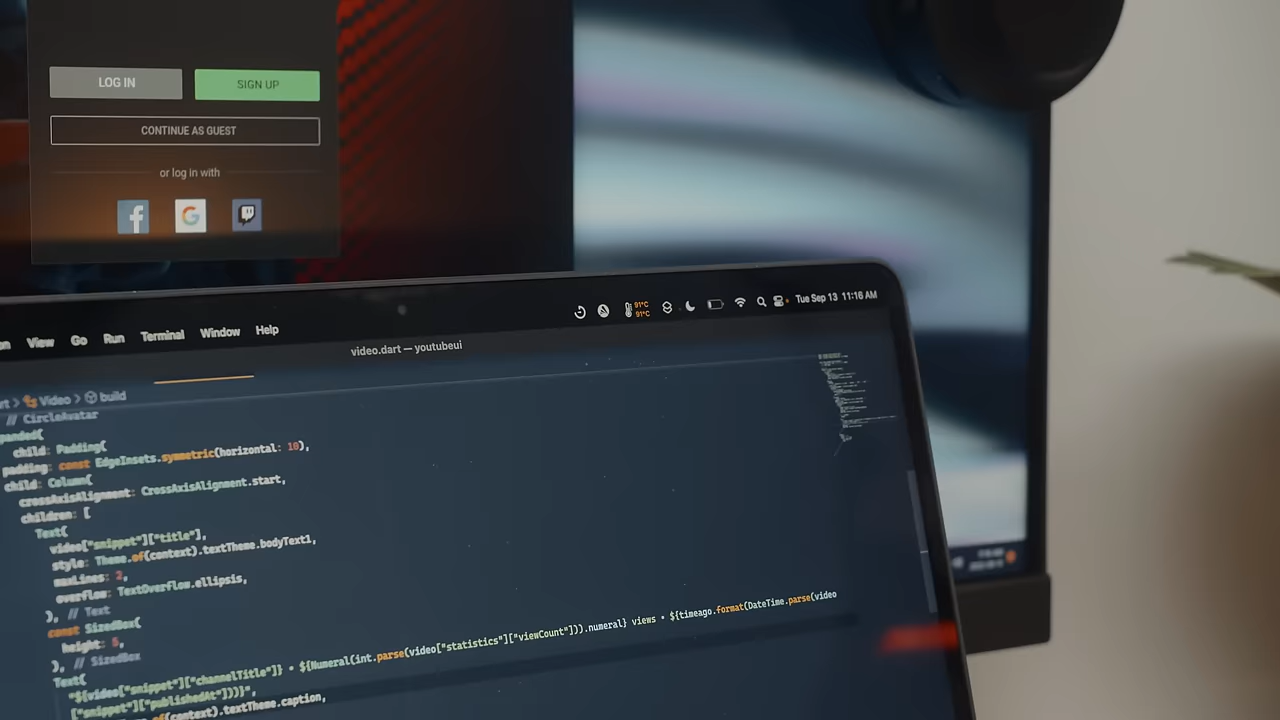 LOG IN SIGN UP
CONTINUE AS GUEST
or log in with
View Go Run Terminal Window Help 91°C 91°C Tue Sep 13 11:16 AM
video.dart — youtubeui
Video > build
// CircleAvatar
child: Padding(
padding: const EdgeInsets.symmetric(horizontal: 10),
child: Column(
crossAxisAlignment: CrossAxisAlignment.start,
children: [
Text(
video["snippet"]["title"],
style: Theme.of(context).textTheme.bodyText1,
maxLines: 2,
overflow: TextOverflow.ellipsis,
), // Text
const SizedBox(
height: 5,
), // SizedBox
Text(
"${video["snippet"]["channelTitle"]} • ${Numeral(int.parse(video["statistics"]["viewCount"])).numeral} views • ${timeago.format(DateTime.parse(video
["snippet"]["publishedAt"]))}",
of(context).textTheme.caption,